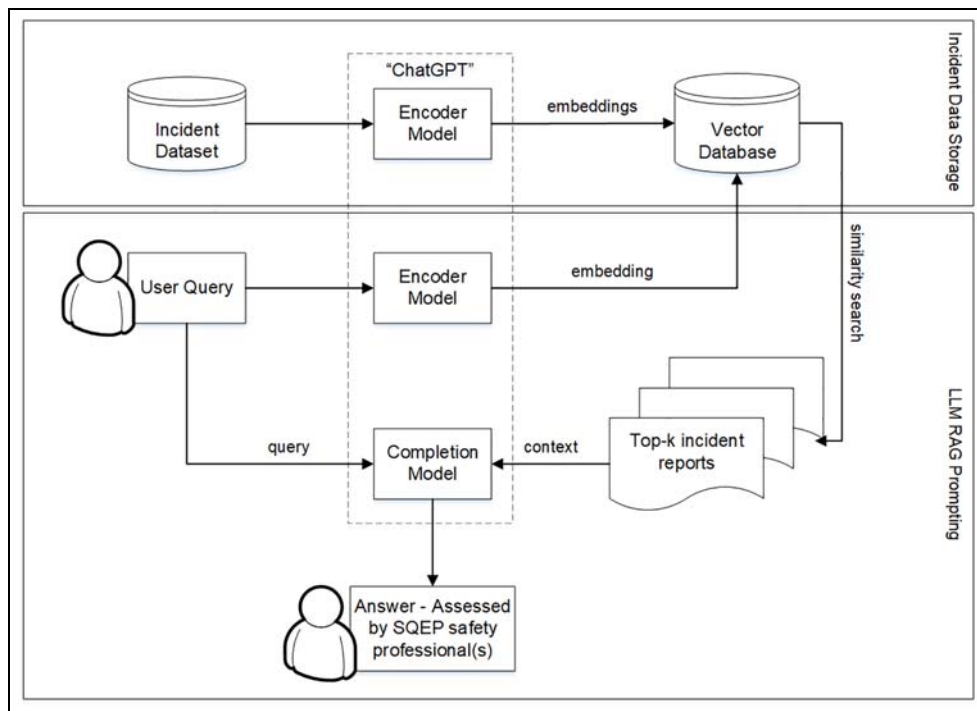 "ChatGPT"
Incident
Dataset
Encoder
Model
embeddings
Vector
Database
Incident Data Storage
User Query
Encoder
Model
embedding
similarity search
query
Completion
Model
context
Top-k incident
reports
LLM RAG Prompting
Answer - Assessed
by SQEP safety
professional(s)